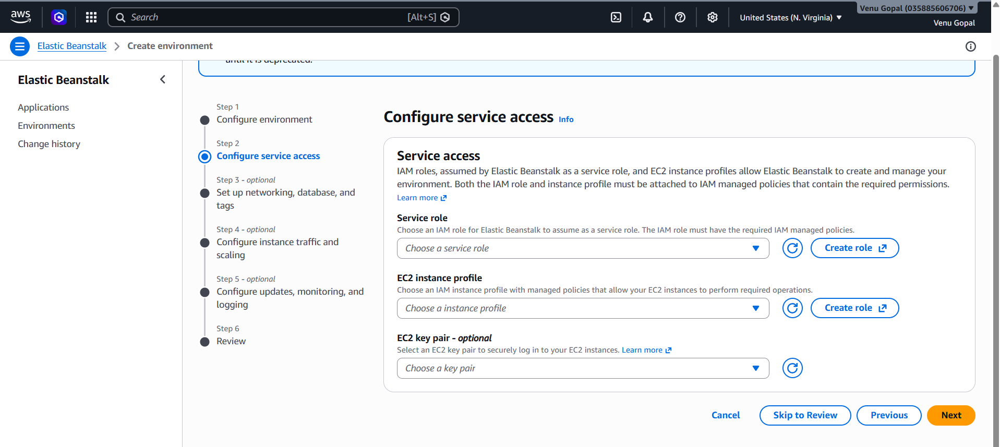 aws
Search
[Alt+S]
United States (N. Virginia)
Venu Gopal (035885606706)
Venu Gopal
Elastic Beanstalk
Create environment
until it is deprecated.
Elastic Beanstalk
Applications
Environments
Change history
Step 1
Configure environment
Step 2
Configure service access
Step 3 - optional
Set up networking, database, and
tags
Step 4 - optional
Configure instance traffic and
scaling
Step 5 - optional
Configure updates, monitoring, and
logging
Step 6
Review
Configure service access Info
Service access
IAM roles, assumed by Elastic Beanstalk as a service role, and EC2 instance profiles allow Elastic Beanstalk to create and manage your
environment. Both the IAM role and instance profile must be attached to IAM managed policies that contain the required permissions.
Learn more
Service role
Choose an IAM role for Elastic Beanstalk to assume as a service role. The IAM role must have the required IAM managed policies.
Choose a service role
Create role
EC2 instance profile
Choose an IAM instance profile with managed policies that allow your EC2 instances to perform required operations.
Choose a instance profile
Create role
EC2 key pair - optional
Select an EC2 key pair to securely log in to your EC2 instances. Learn more
Choose a key pair
Cancel
Skip to Review
Previous
Next